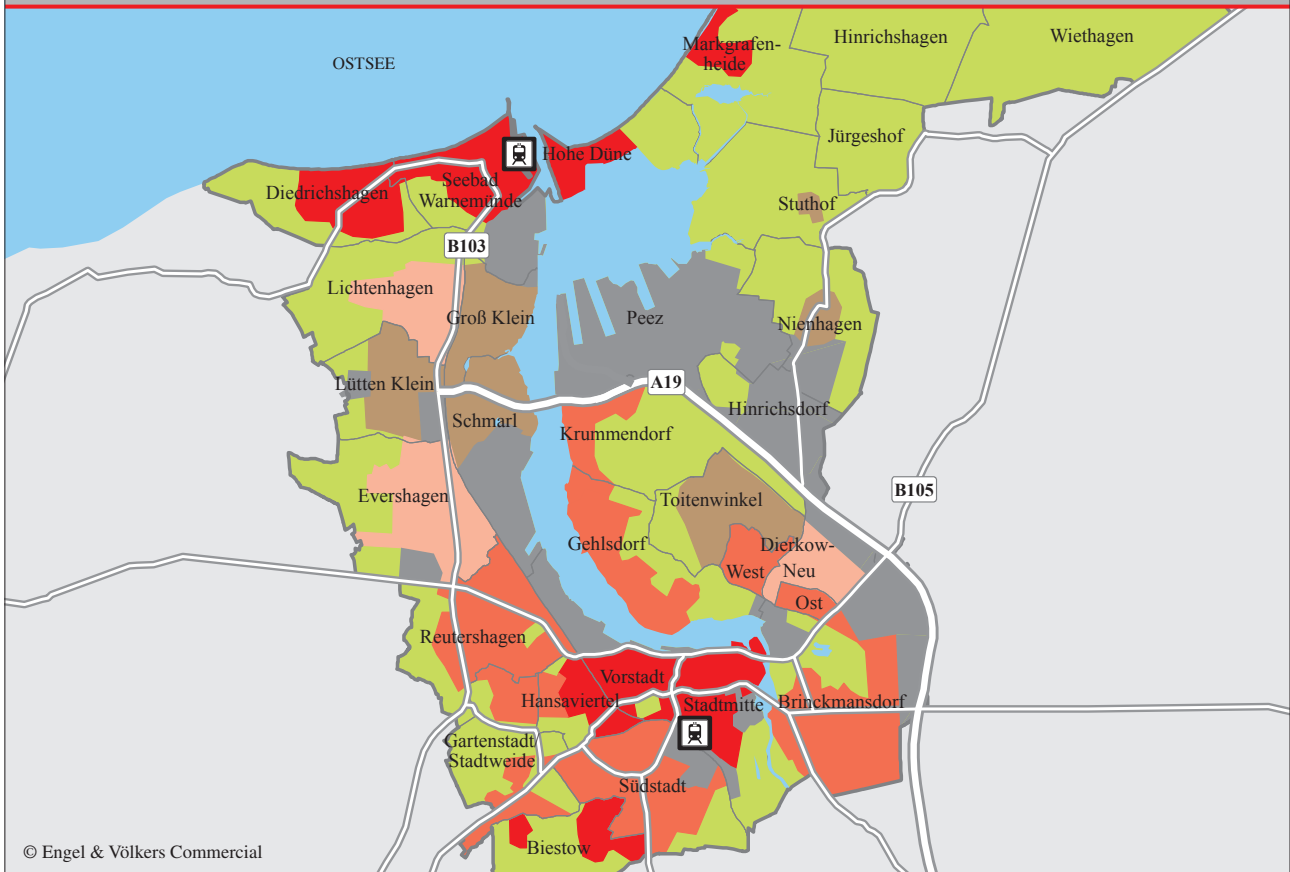 OSTSEE
Markgrafen-
heide
Hinrichshagen
Wiethagen
Jürgeshof
Hohe Düne
Diedrichshagen
Seebad
Warnemünde
Stuthof
B103
Lichtenhagen
Groß Klein
Peez
Nienhagen
Lütten Klein
A19
Hinrichsdorf
Schmarl
Krummendorf
Evershagen
Toitenwinkel
B105
Gehlsdorf
Dierkow-
West
Neu
Ost
Reutershagen
Vorstadt
Hansaviertel
Stadtmitte
Brinckmansdorf
Gartenstadt
Stadtweide
Südstadt
Biestow
© Engel & Völkers Commercial